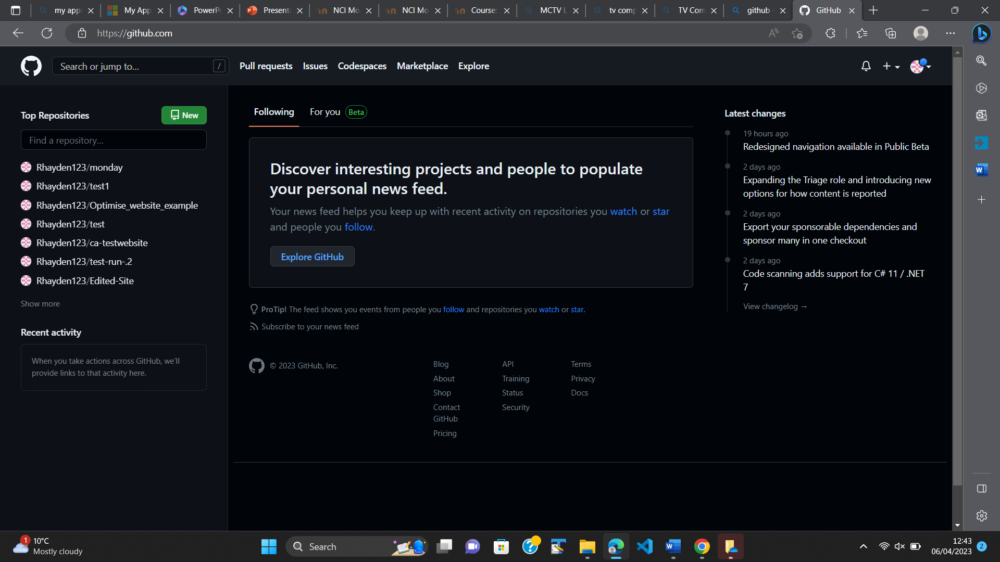 my app
My App
PowerP
Present
NCI Mo
NCI Mo
Course:
MCTV L
tv comp
TV Com
github
GitHub
https://github.com
Search or jump to... /
Pull requests Issues Codespaces Marketplace Explore
Top Repositories
New
Find a repository...
Rhayden123/monday
Rhayden123/test1
Rhayden123/Optimise_website_example
Rhayden123/test
Rhayden123/ca-testwebsite
Rhayden123/test-run-.2
Rhayden123/Edited-Site
Show more
Recent activity
When you take actions across GitHub, we'll
provide links to that activity here.
Following For you Beta
Discover interesting projects and people to populate
your personal news feed.
Your news feed helps you keep up with recent activity on repositories you watch or star
and people you follow.
Explore GitHub
ProTip! The feed shows you events from people you follow and repositories you watch or star.
Subscribe to your news feed
© 2023 GitHub, Inc.
Blog
About
Shop
Contact
GitHub
Pricing
API
Training
Status
Security
Terms
Privacy
Docs
Latest changes
19 hours ago
Redesigned navigation available in Public Beta
2 days ago
Expanding the Triage role and introducing new
options for how content is reported
2 days ago
Export your sponsorable dependencies and
sponsor many in one checkout
2 days ago
Code scanning adds support for C# 11 / .NET
7
View changelog →
1
10°C
Mostly cloudy
Search
12:43
06/04/2023
2